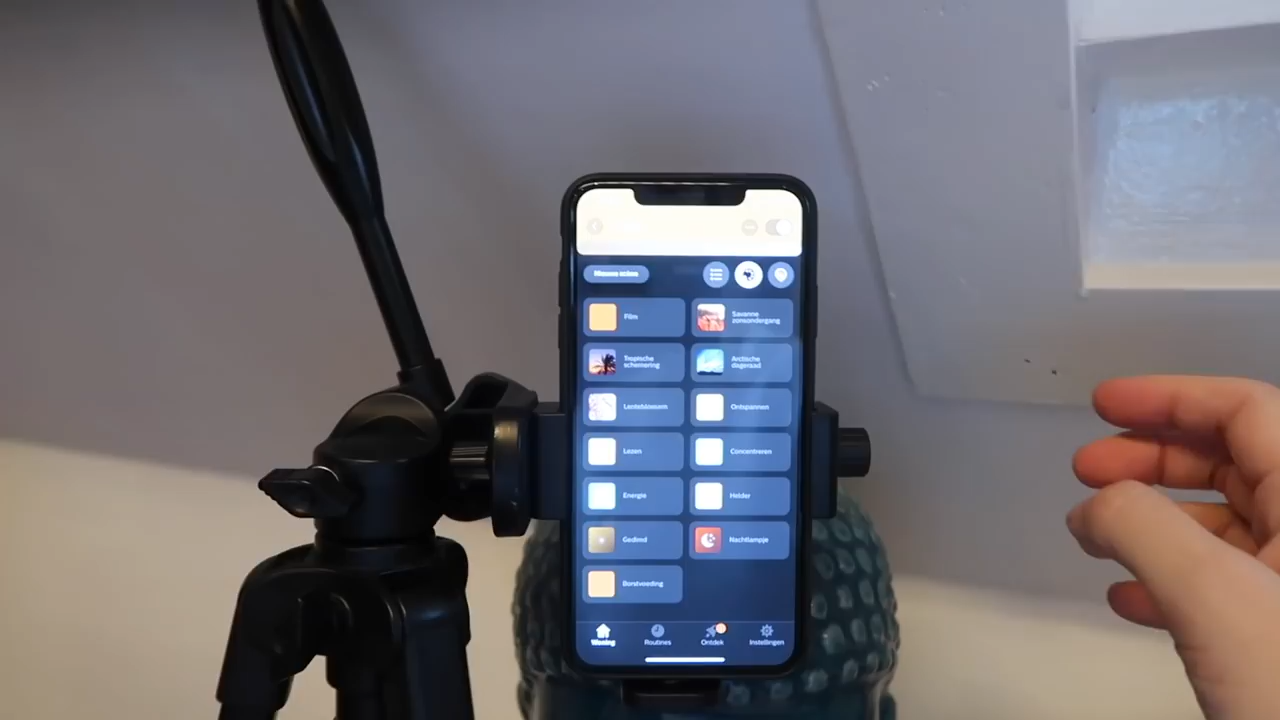 Nieuwe scène
Film
Savanne
zonsondergang
Tropische
schemering
Arctische
dageraad
Lentebloesem
Ontspannen
Lezen
Concentreren
Energie
Helder
Gedimd
Nachtlampje
Borstvoeding
Woning
Routines
Ontdek
Instellingen